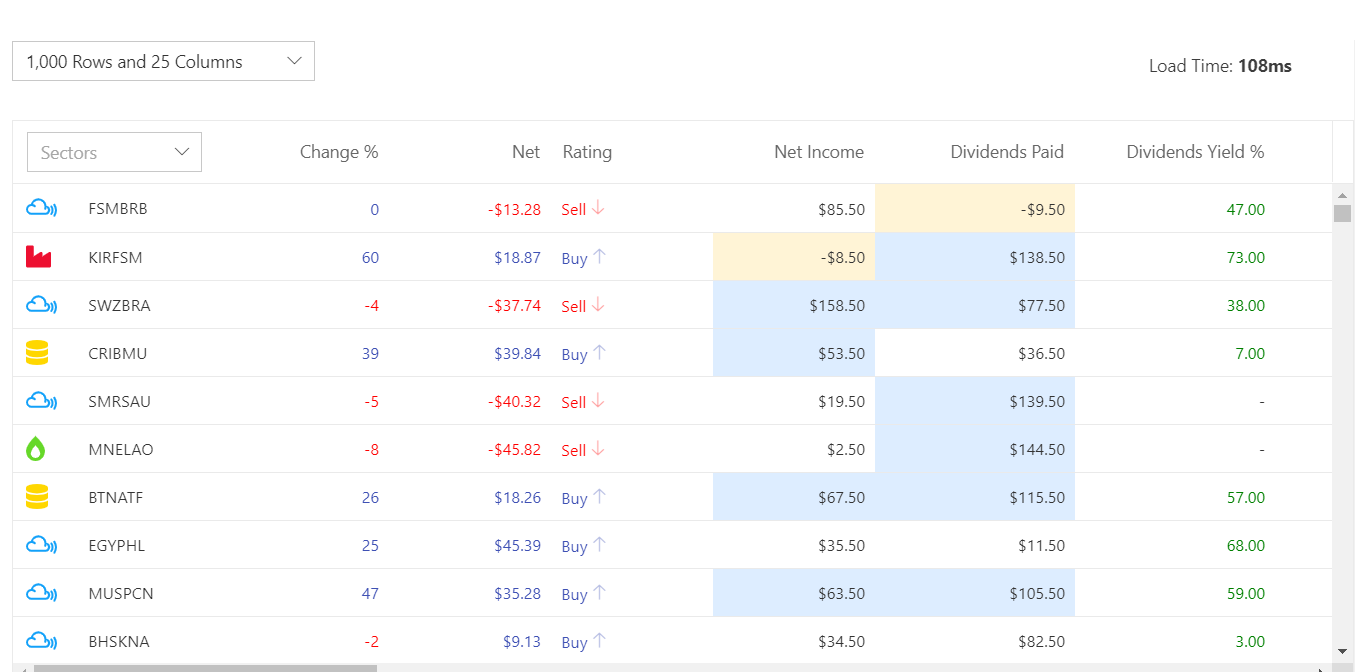 1,000 Rows and 25 Columns
Load Time: 108ms
Sectors Change % Net Rating Net Income Dividends Paid Dividends Yield %
FSMBRB 0 -$13.28 Sell $85.50 -$9.50 47.00
KIRFSM 60 $18.87 Buy -$8.50 $138.50 73.00
SWZBRA -4 -$37.74 Sell $158.50 $77.50 38.00
CRIBMU 39 $39.84 Buy $53.50 $36.50 7.00
SMRSAU -5 -$40.32 Sell $19.50 $139.50 -
MNELAO -8 -$45.82 Sell $2.50 $144.50 -
BTNATF 26 $18.26 Buy $67.50 $115.50 57.00
EGYPHL 25 $45.39 Buy $35.50 $11.50 68.00
MUSPCN 47 $35.28 Buy $63.50 $105.50 59.00
BHSKNA -2 $9.13 Buy $34.50 $82.50 3.00